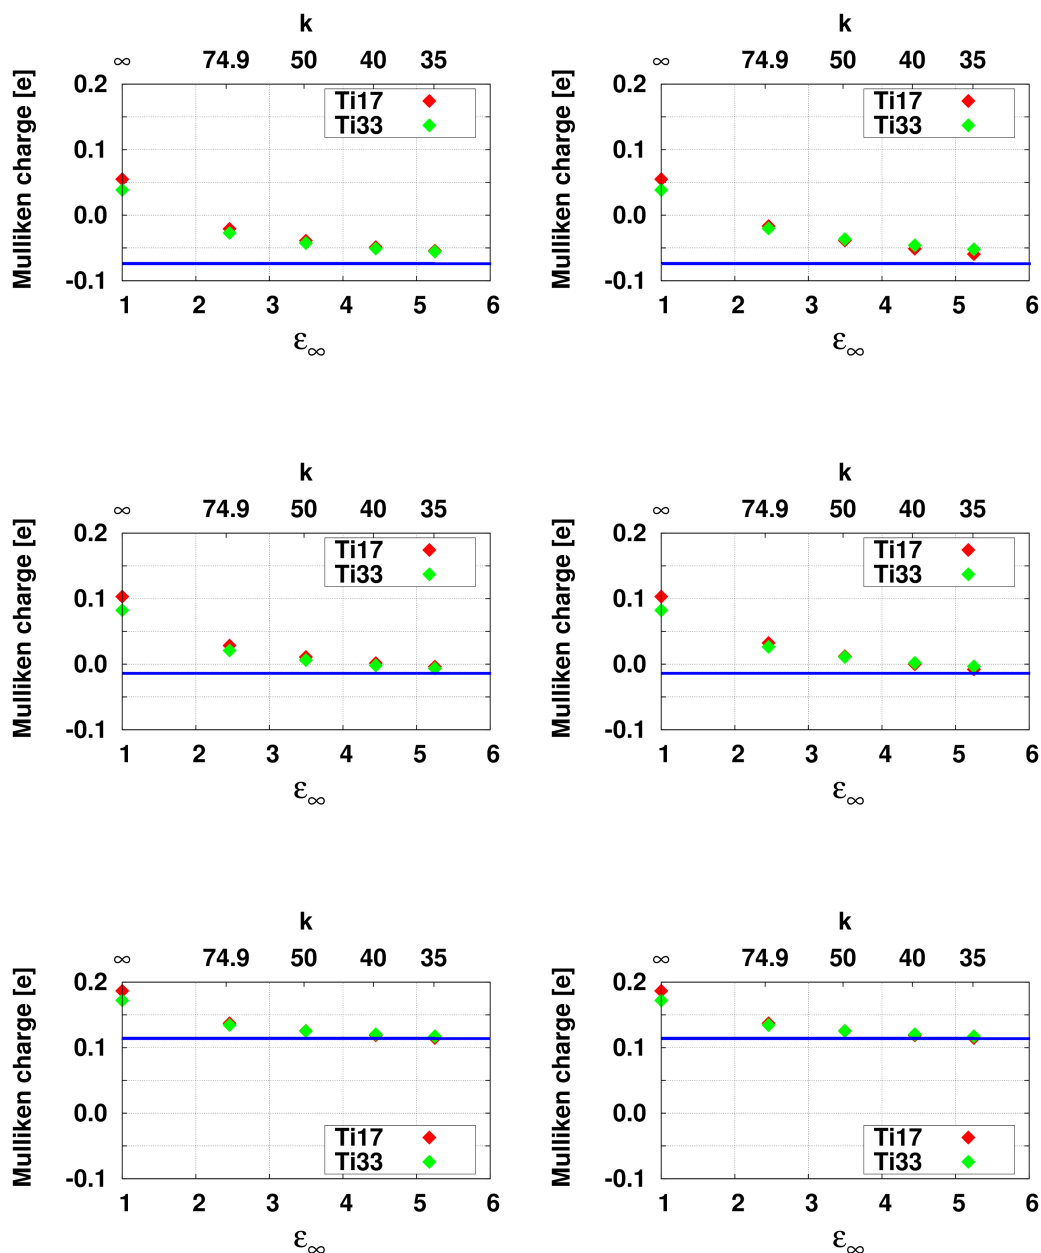 k
∞ 74.9 50 40 35
Mulliken charge [e]
0.2
0.1
0.0
-0.1
Ti17
Ti33
1 2 3 4 5 6
ε∞
k
∞ 74.9 50 40 35
Mulliken charge [e]
0.2
0.1
0.0
-0.1
Ti17
Ti33
1 2 3 4 5 6
ε∞
k
∞ 74.9 50 40 35
Mulliken charge [e]
0.2
0.1
0.0
-0.1
Ti17
Ti33
1 2 3 4 5 6
ε∞
k
∞ 74.9 50 40 35
Mulliken charge [e]
0.2
0.1
0.0
-0.1
Ti17
Ti33
1 2 3 4 5 6
ε∞
k
∞ 74.9 50 40 35
Mulliken charge [e]
0.2
0.1
0.0
-0.1
Ti17
Ti33
1 2 3 4 5 6
ε∞
k
∞ 74.9 50 40 35
Mulliken charge [e]
0.2
0.1
0.0
-0.1
Ti17
Ti33
1 2 3 4 5 6
ε∞